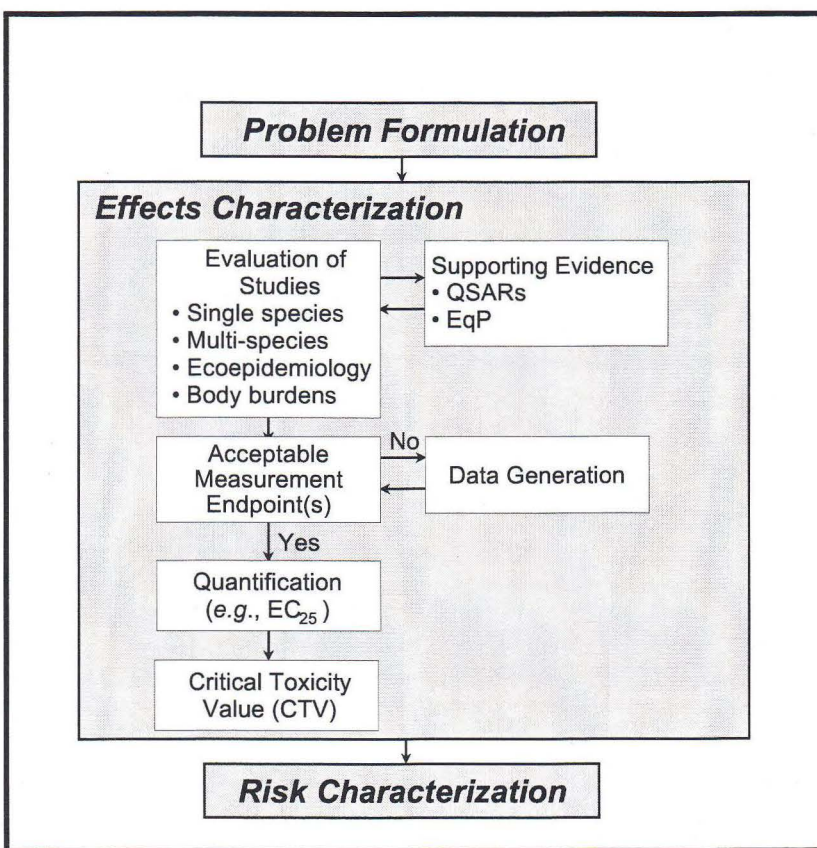 Problem Formulation
Effects Characterization
Evaluation of
Studies
• Single species
• Multi-species
• Ecoepidemiology
• Body burdens
Supporting Evidence
• QSARs
• EqP
Acceptable
Measurement
Endpoint(s)
No
Data Generation
Yes
Quantification
(e.g., EC25 )
Critical Toxicity
Value (CTV)
Risk Characterization